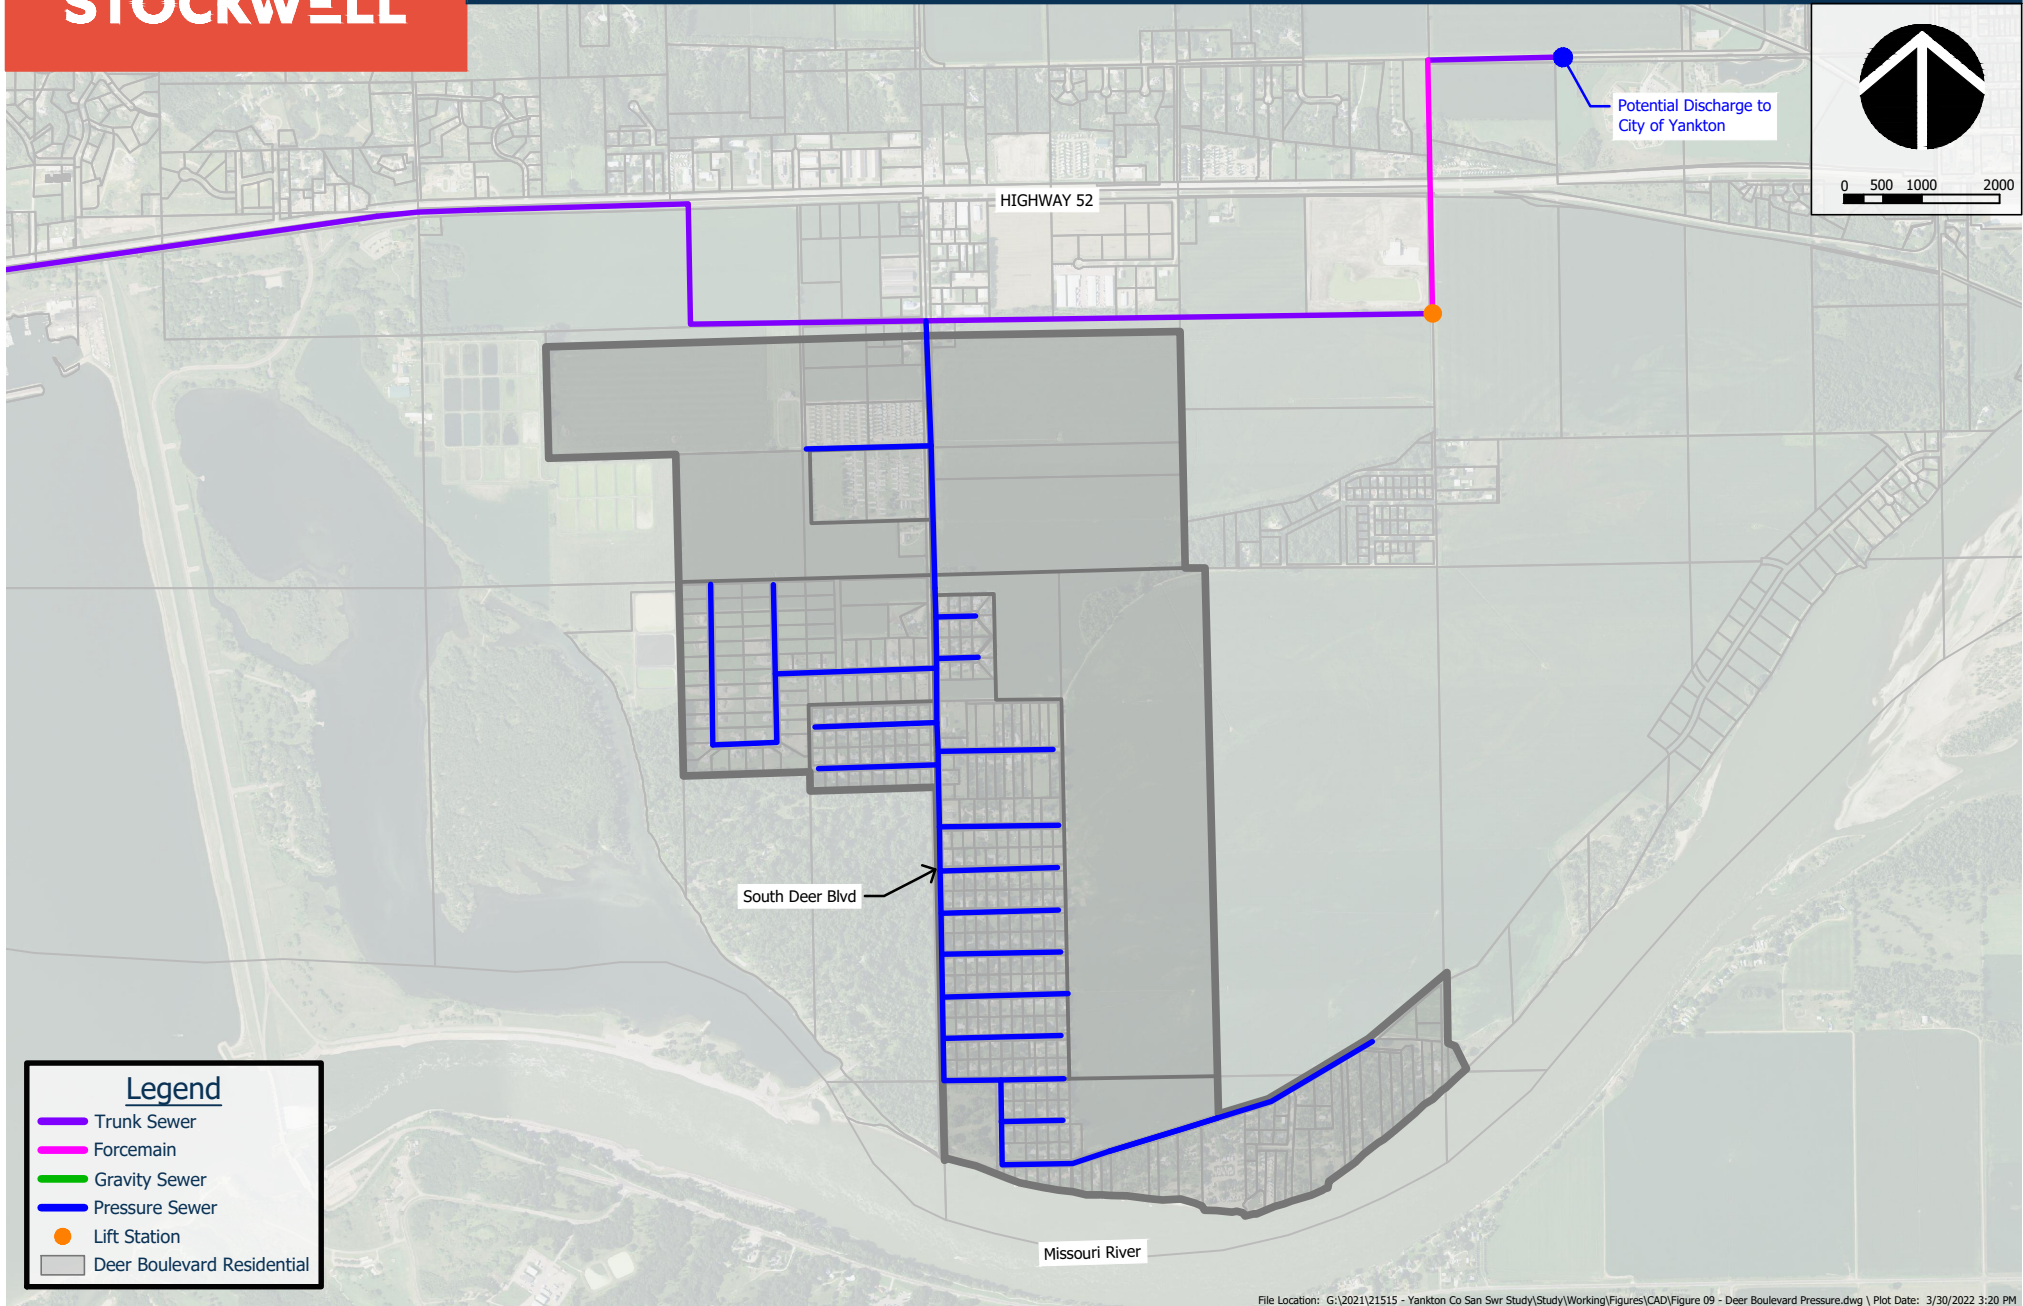 STOCKWELL
Potential Discharge to
City of Yankton
0 500 1000 2000
HIGHWAY 52
South Deer Blvd
Missouri River
Legend
Trunk Sewer
Forcemain
Gravity Sewer
Pressure Sewer
Lift Station
Deer Boulevard Residential
File Location: G:\2021\21515 - Yankton Co San Swr Study\Study\Working\Figures\CAD\Figure 09 - Deer Boulevard Pressure.dwg \ Plot Date: 3/30/2022 3:20 PM